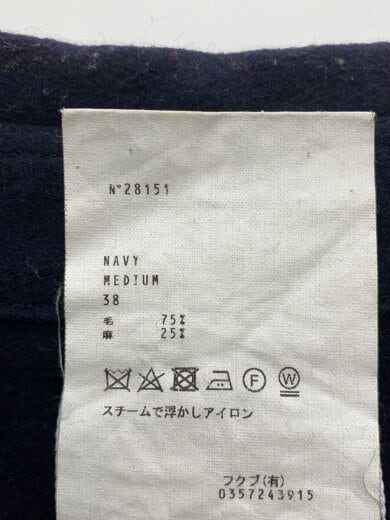 N°28151
NAVY
MEDIUM
38
毛 75%
麻 25%
F W
スチームで浮かしアイロン
フクブ(有)
0357243915